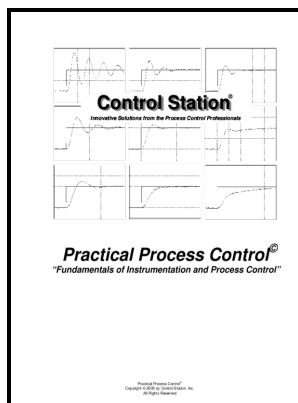 Control Station®
Innovative Solutions from the Process Control Professionals
Practical Process Control©
"Fundamentals of Instrumentation and Process Control"
Practical Process Control®
Copyright © 2005 by Control Station, Inc.
All Rights Reserved